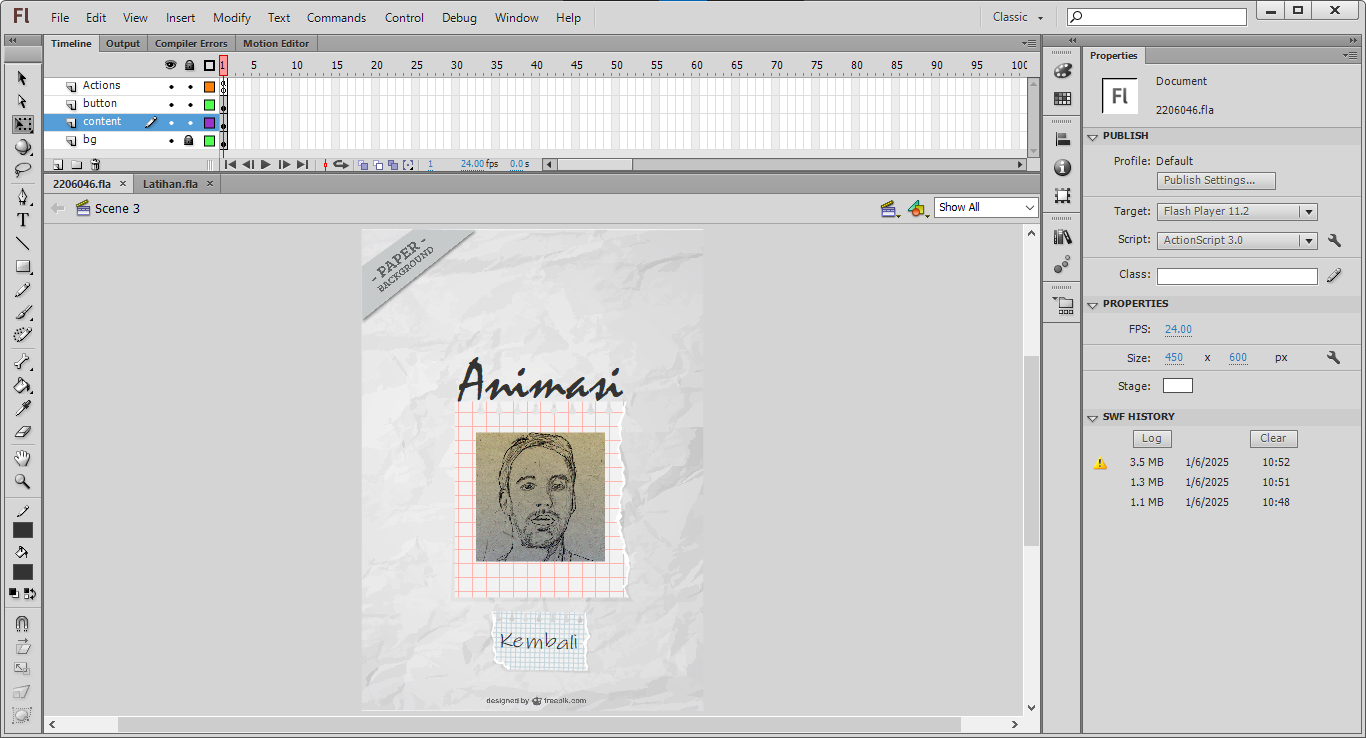 Fl File Edit View Insert Modify Text Commands Control Debug Window Help Classic
Timeline Output Compiler Errors Motion Editor
1 5 10 15 20 25 30 35 40 45 50 55 60 65 70 75 80 85 90 95 100
Actions
button
content
bg
1 24.00 fps 0.0 s
2206046.fla × Latihan.fla ×
Scene 3 Show All
- PAPER -
BACKGROUND
Animasi
Kembali
designed by freepik.com
Properties
Fl
Document
2206046.fla
PUBLISH
Profile: Default
Publish Settings...
Target: Flash Player 11.2
Script: ActionScript 3.0
Class:
PROPERTIES
FPS: 24.00
Size: 450 x 600 px
Stage:
SWF HISTORY
Log Clear
3.5 MB 1/6/2025 10:52
1.3 MB 1/6/2025 10:51
1.1 MB 1/6/2025 10:48